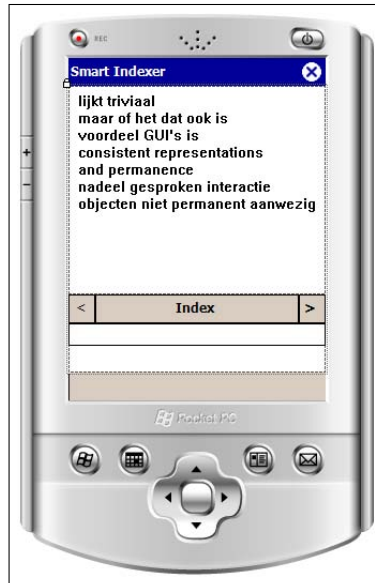 REC
Smart Indexer
lijkt triviaal
maar of het dat ook is
voordeel GUI's is
consistent representations
and permanence
nadeel gesproken interactie
objecten niet permanent aanwezig
+
−
< Index >
Pocket PC